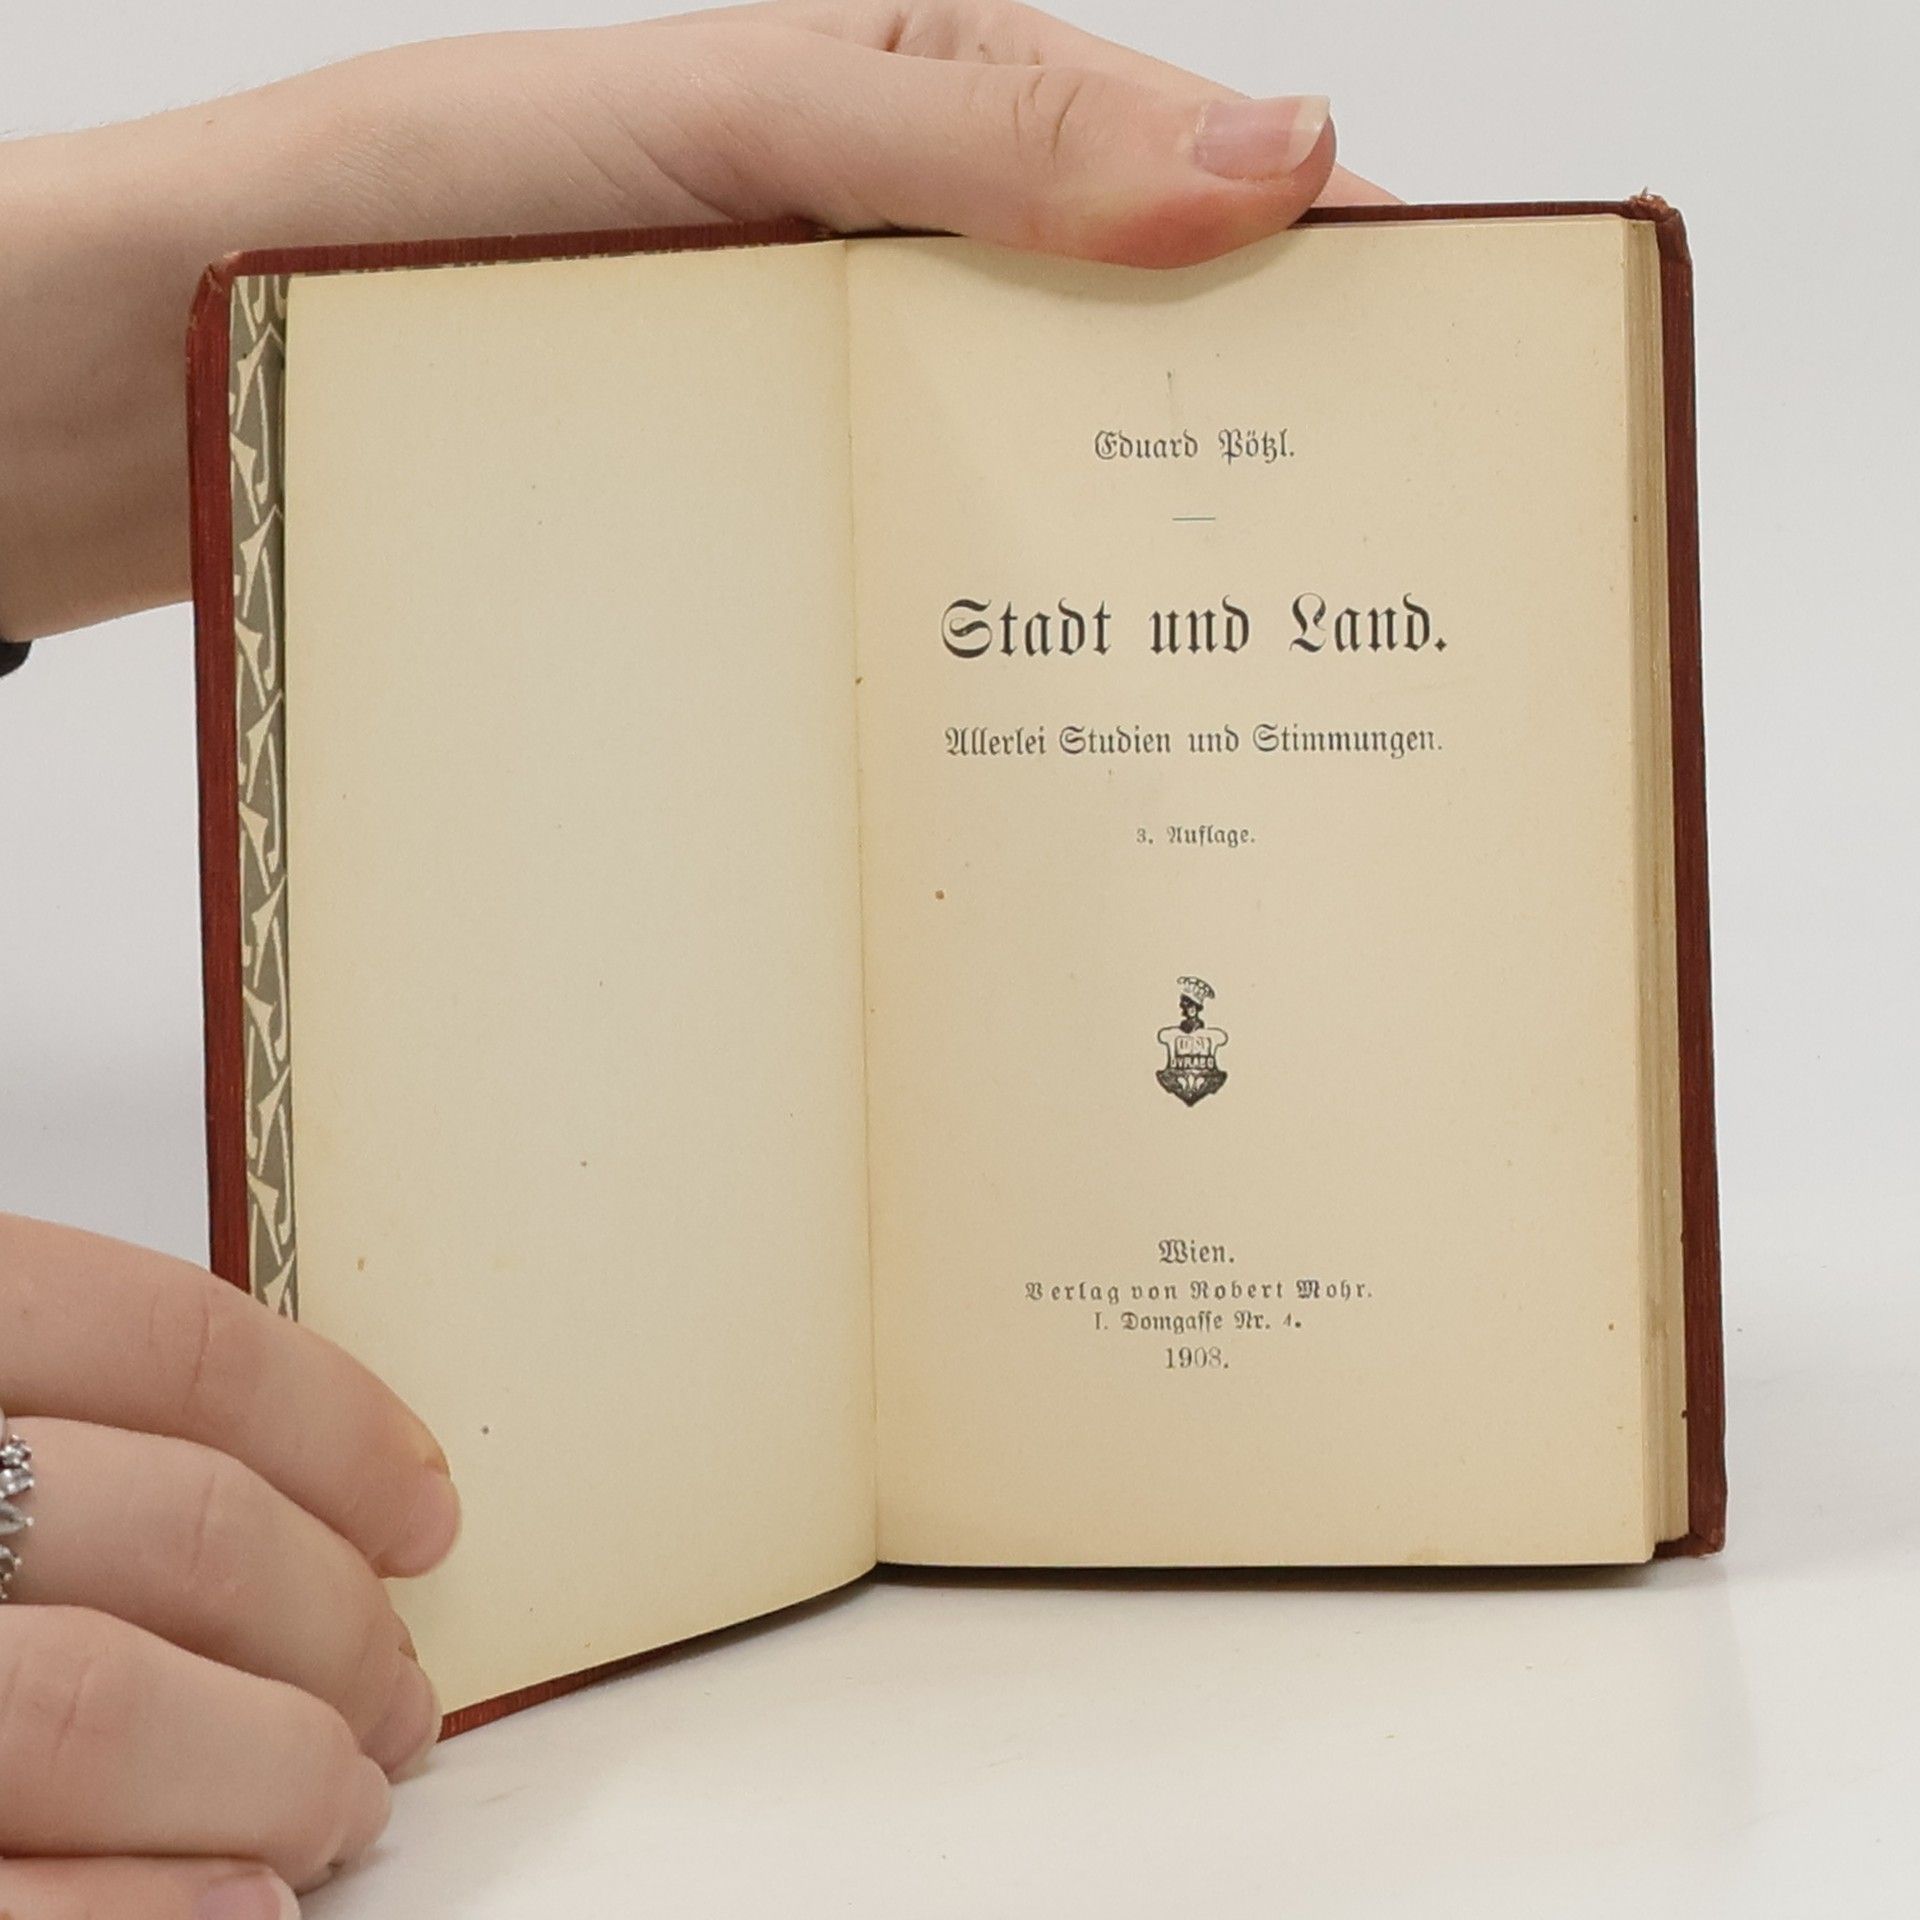 Eduard Pötzl.
Stadt und Land.
Allerlei Studien und Stimmungen.
3. Auflage.
Wien.
Verlag von Robert Mohr.
I. Domgasse Nr. 4.
1908.